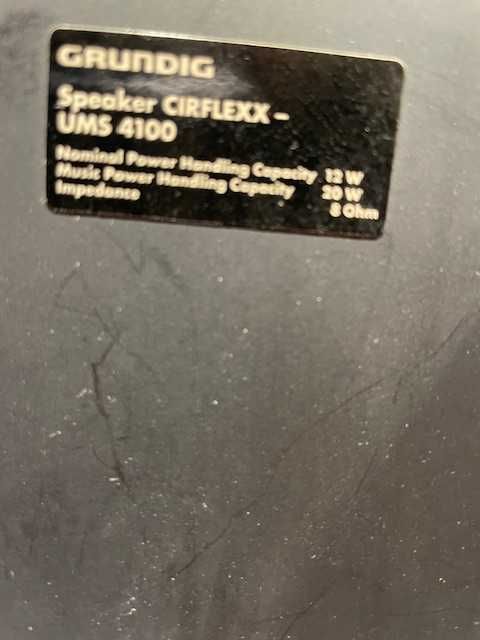 GRUNDIG
Speaker CIRFLEXX –
UMS 4100
Nominal Power Handling Capacity 12 W
Music Power Handling Capacity 20 W
Impedance 8 Ohm